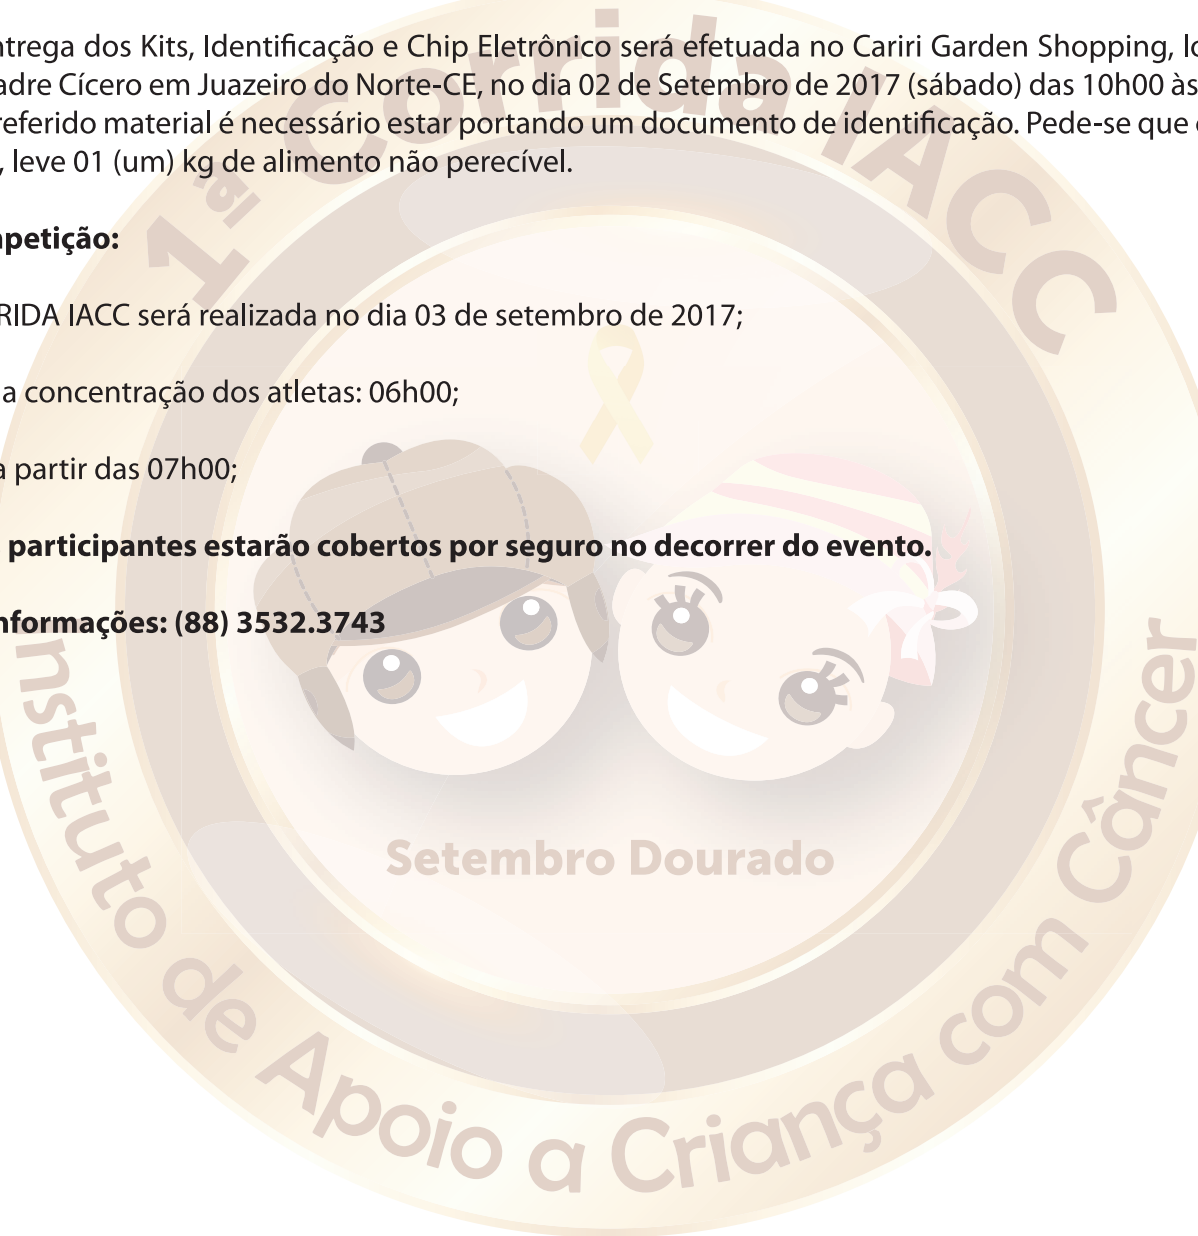 ntrega dos Kits, Identificação e Chip Eletrônico será efetuada no Cariri Garden Shopping, lo
adre Cícero em Juazeiro do Norte-CE, no dia 02 de Setembro de 2017 (sábado) das 10h00 às
referido material é necessário estar portando um documento de identificação. Pede-se que
, leve 01 (um) kg de alimento não perecível.
petição:
RIDA IACC será realizada no dia 03 de setembro de 2017;
a concentração dos atletas: 06h00;
a partir das 07h00;
participantes estarão cobertos por seguro no decorrer do evento.
nformações: (88) 3532.3743
1ª Corrida IACC
Setembro Dourado
Instituto de Apoio a Criança com Câncer